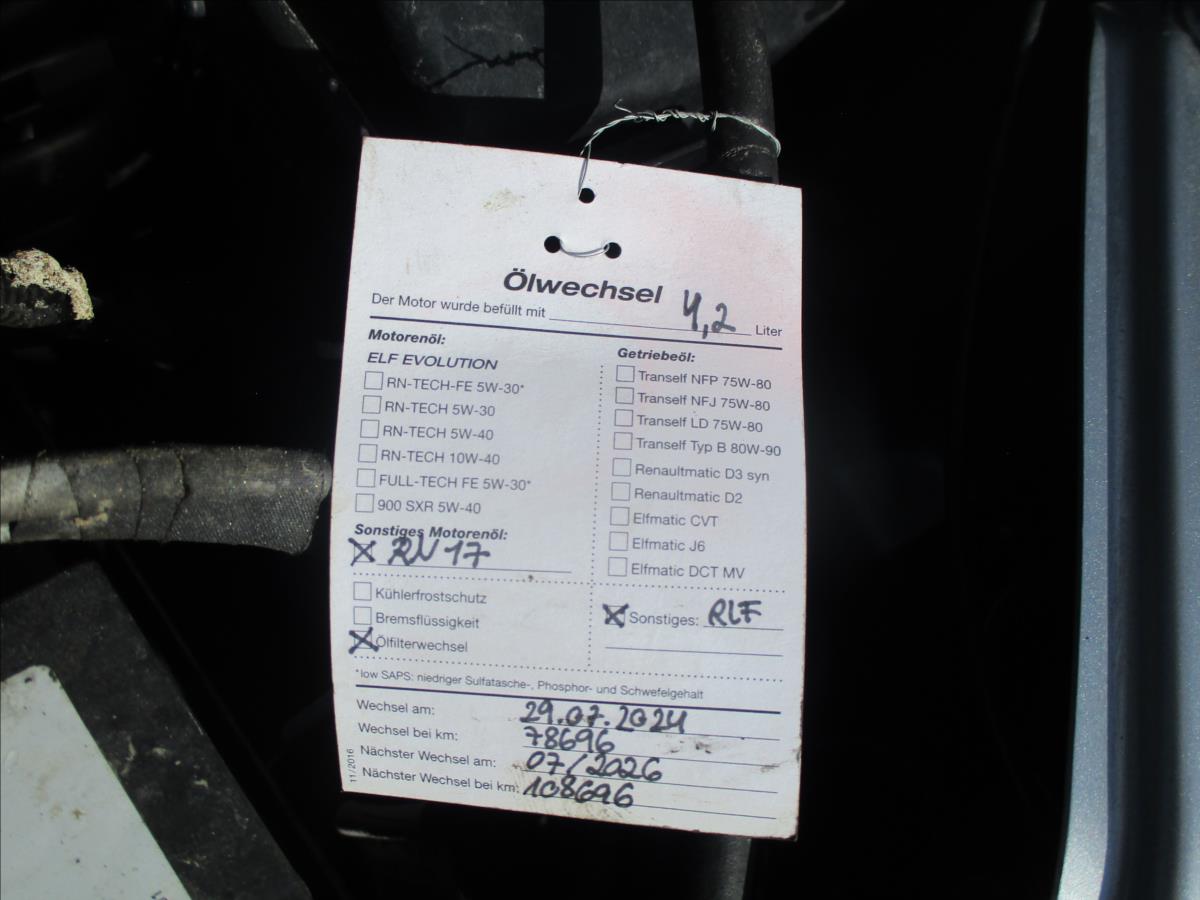 Ölwechsel
Der Motor wurde befüllt mit 4,2 Liter
Motorenöl:
ELF EVOLUTION
RN-TECH-FE 5W-30*
RN-TECH 5W-30
RN-TECH 5W-40
RN-TECH 10W-40
FULL-TECH FE 5W-30*
900 SXR 5W-40
Sonstiges Motorenöl:
RN 17
Kühlerfrostschutz
Bremsflüssigkeit
Ölfilterwechsel
Getriebeöl:
Tranself NFP 75W-80
Tranself NFJ 75W-80
Tranself LD 75W-80
Tranself Typ B 80W-90
Renaultmatic D3 syn
Renaultmatic D2
Elfmatic CVT
Elfmatic J6
Elfmatic DCT MV
Sonstiges: RLF
*low SAPS: niedriger Sulfatasche-, Phosphor- und Schwefelgehalt
Wechsel am: 29.07.2024
Wechsel bei km: 78696
Nächster Wechsel am: 07/2026
Nächster Wechsel bei km: 108696
11/2016